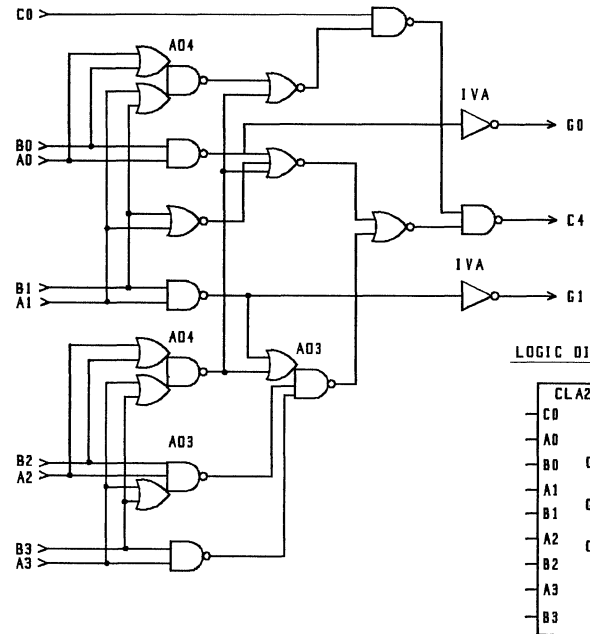 C0
AO4
IVA
B0
A0
G0
C4
B1
A1
IVA
G1
AO4
AO3
LOGIC DI
CLA2
C0
A0
B0
A1
B1
A2
B2
A3
B3
AO3
B2
A2
B3
A3